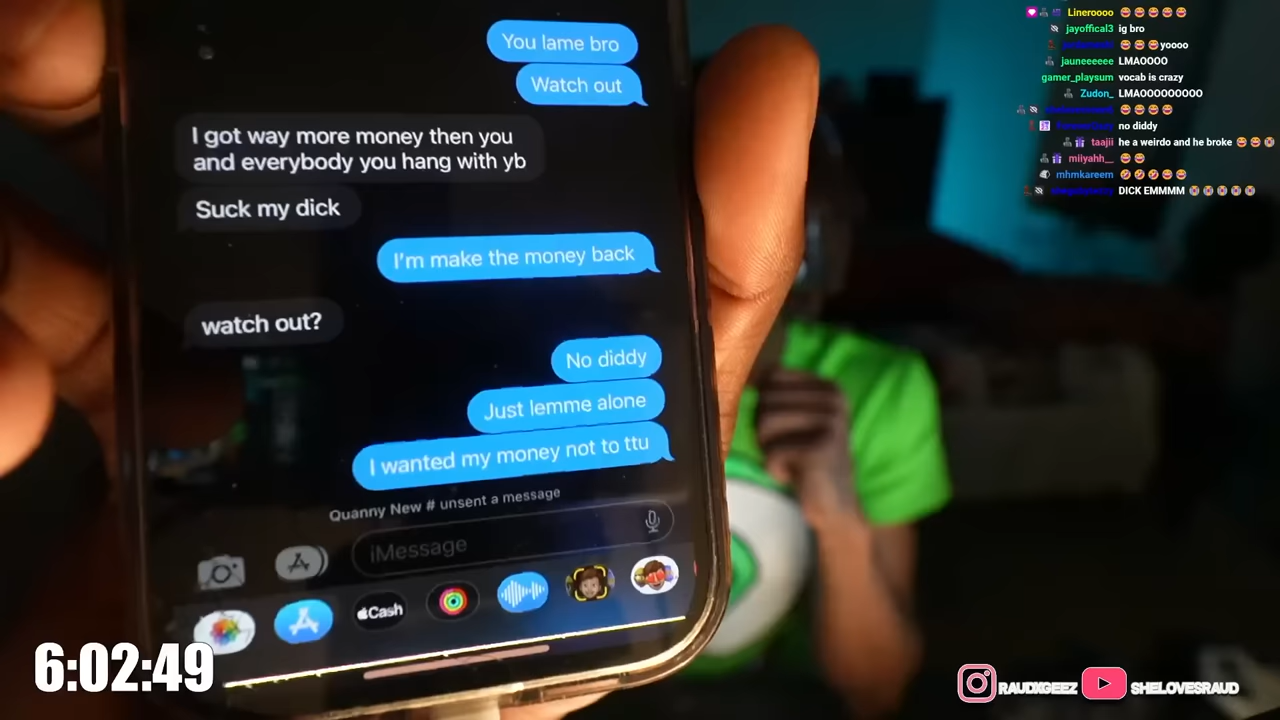 You lame bro
Watch out
I got way more money then you
and everybody you hang with yb
Suck my dick
I'm make the money back
watch out?
No diddy
Just lemme alone
I wanted my money not to ttu
Quanny New # unsent a message
iMessage
Cash
6:02:49
Lineroooo
jayoffical3 ig bro
yoooo
jauneeeeee LMAOOOO
gamer_playsum vocab is crazy
Zudon_ LMAOOOOOOOOO
no diddy
taajii he a weirdo and he broke
miiyahh__
mhmkareem
DICK EMMMM
RAUDIGEEZ
SHELOVESRAUD